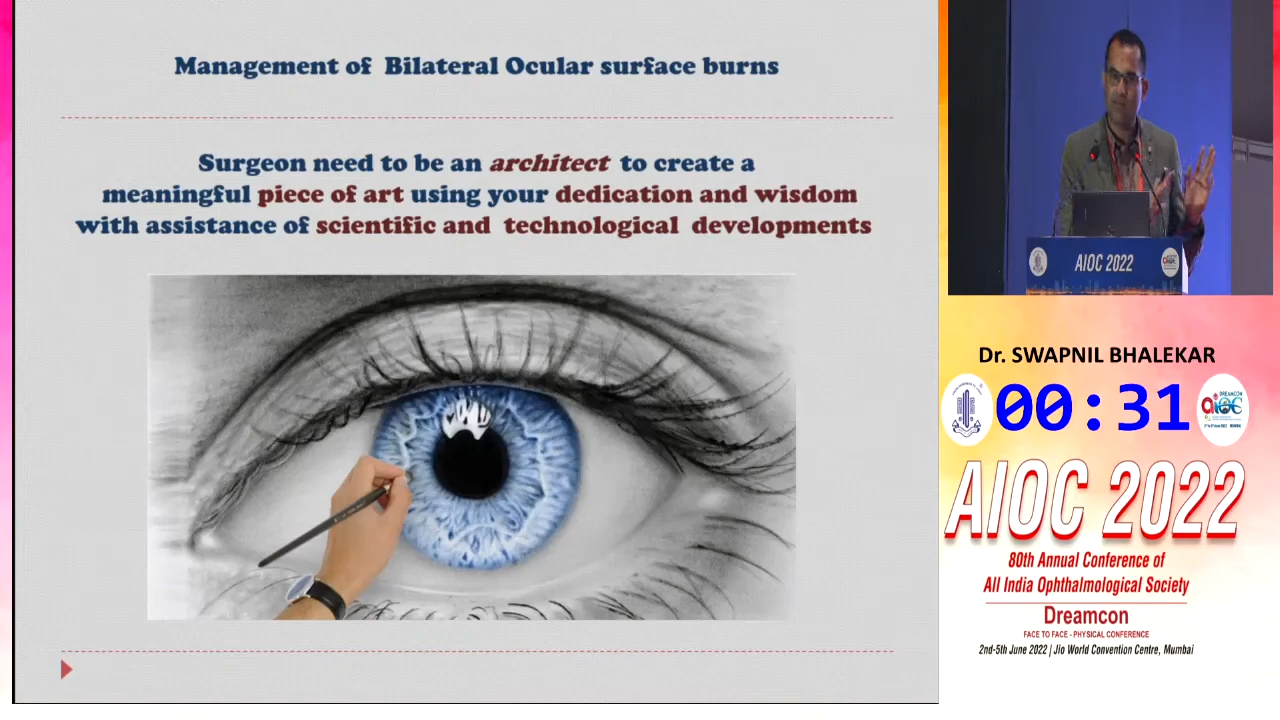 Management of Bilateral Ocular surface burns
Surgeon need to be an architect to create a
meaningful piece of art using your dedication and wisdom
with assistance of scientific and technological developments
AIOC 2022
Dr. SWAPNIL BHALEKAR
00:31
DREAMCON
aioc
AIOC 2022
80th Annual Conference of
All India Ophthalmological Society
Dreamcon
FACE TO FACE - PHYSICAL CONFERENCE
2nd-5th June 2022 | Jio World Convention Centre, Mumbai